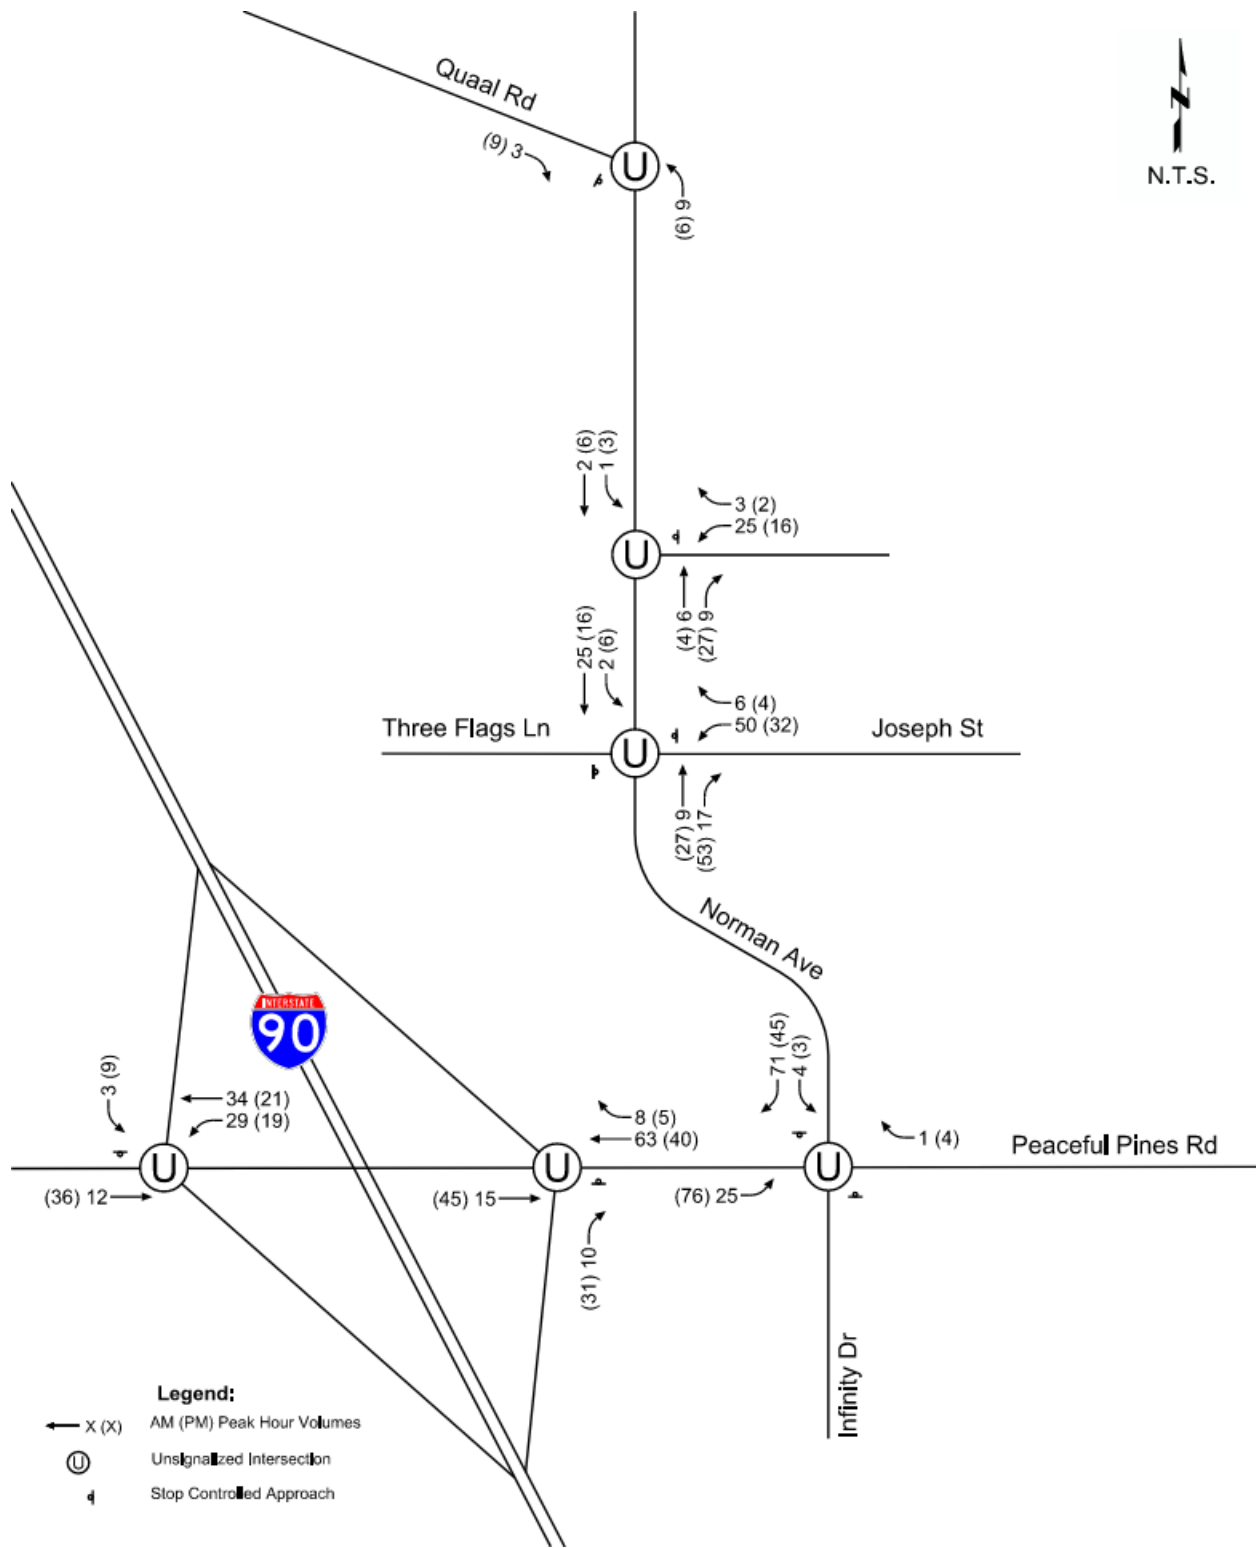 Quaal Rd
N.T.S.
(9) 3
U
(6) 9
2 (6)
1 (3)
3 (2)
25 (16)
U
(4) 6
(27) 9
25 (16)
2 (6)
6 (4)
50 (32)
Three Flags Ln
U
Joseph St
(27) 9
(53) 17
Norman Ave
INTERSTATE
90
3 (9)
34 (21)
29 (19)
8 (5)
63 (40)
71 (45)
4 (3)
1 (4)
Peaceful Pines Rd
U
U
U
(36) 12
(45) 15
(76) 25
(31) 10
Infinity Dr
Legend:
X (X) AM (PM) Peak Hour Volumes
U Unsignalized Intersection
Stop Controlled Approach